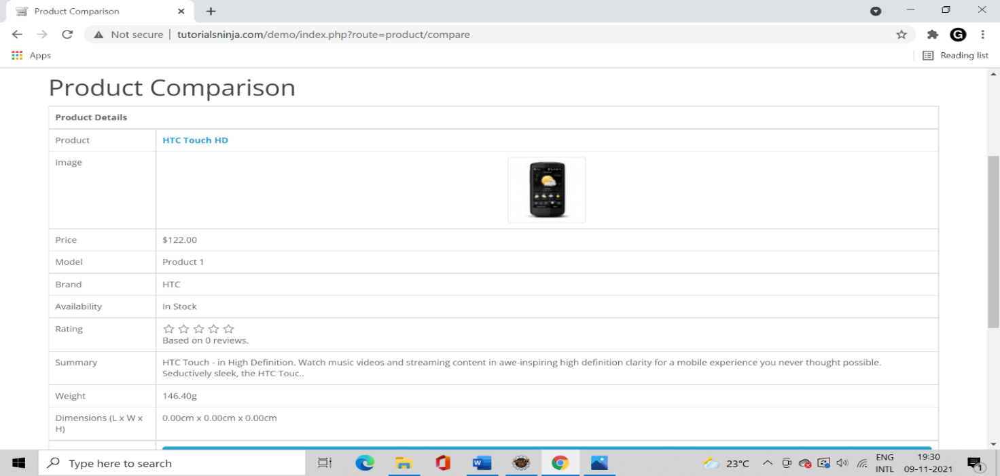 Product Comparison
Not secure | tutorialsninja.com/demo/index.php?route=product/compare
G
Apps
Reading list
Product Comparison
Product Details
Product HTC Touch HD
Image
Price $122.00
Model Product 1
Brand HTC
Availability In Stock
Rating
Based on 0 reviews.
Summary HTC Touch - in High Definition. Watch music videos and streaming content in awe-inspiring high definition clarity for a mobile experience you never thought possible.
Seductively sleek, the HTC Touc..
Weight 146.40g
Dimensions (L x W x 0.00cm x 0.00cm x 0.00cm
H)
Type here to search
W
23°C
ENG 19:30
INTL 09-11-2021
1